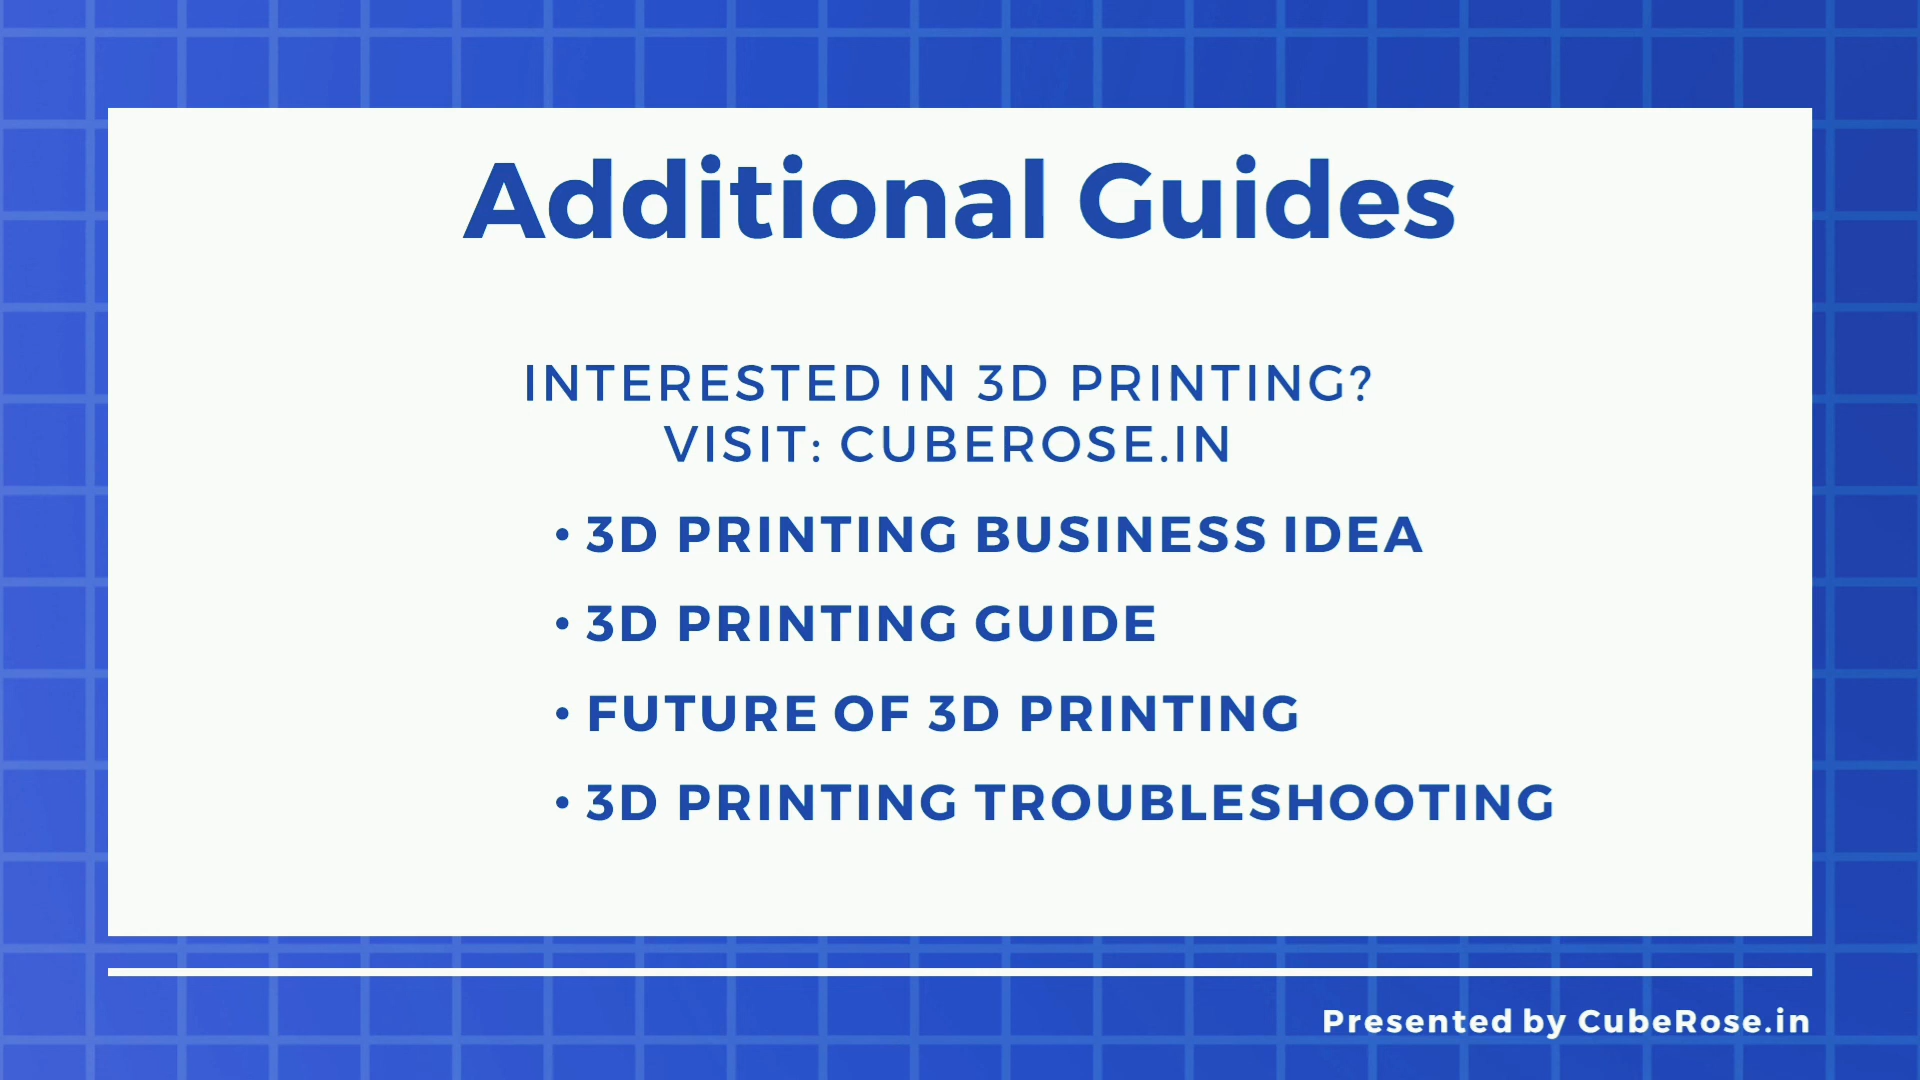 Additional Guides
INTERESTED IN 3D PRINTING?
VISIT: CUBEROSE.IN
• 3D PRINTING BUSINESS IDEA
• 3D PRINTING GUIDE
• FUTURE OF 3D PRINTING
• 3D PRINTING TROUBLESHOOTING
Presented by CubeRose.in